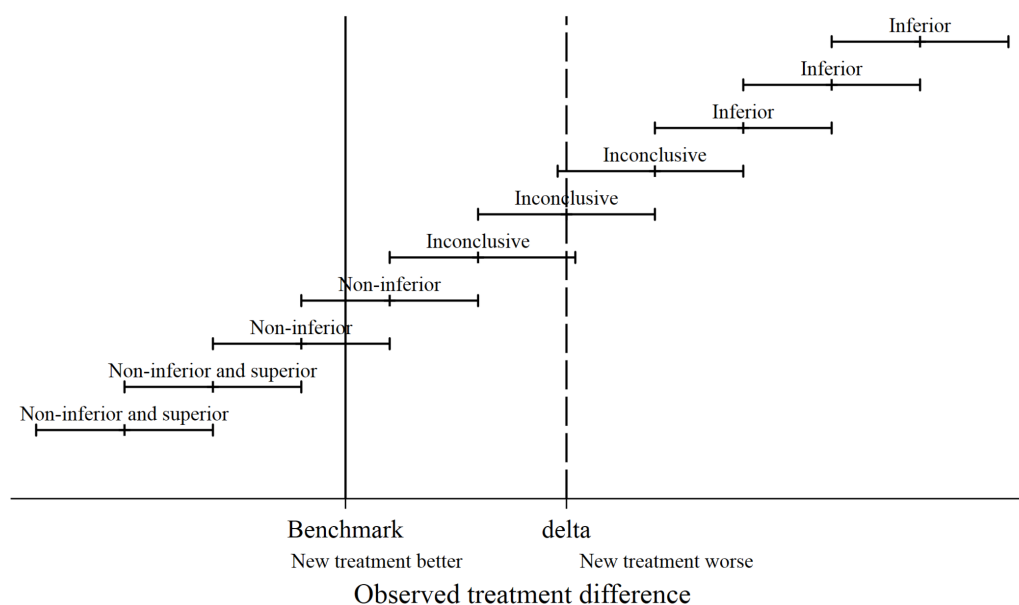 Inferior
Inferior
Inferior
Inconclusive
Inconclusive
Inconclusive
Non-inferior
Non-inferior
Non-inferior and superior
Non-inferior and superior
Benchmark delta
New treatment better New treatment worse
Observed treatment difference